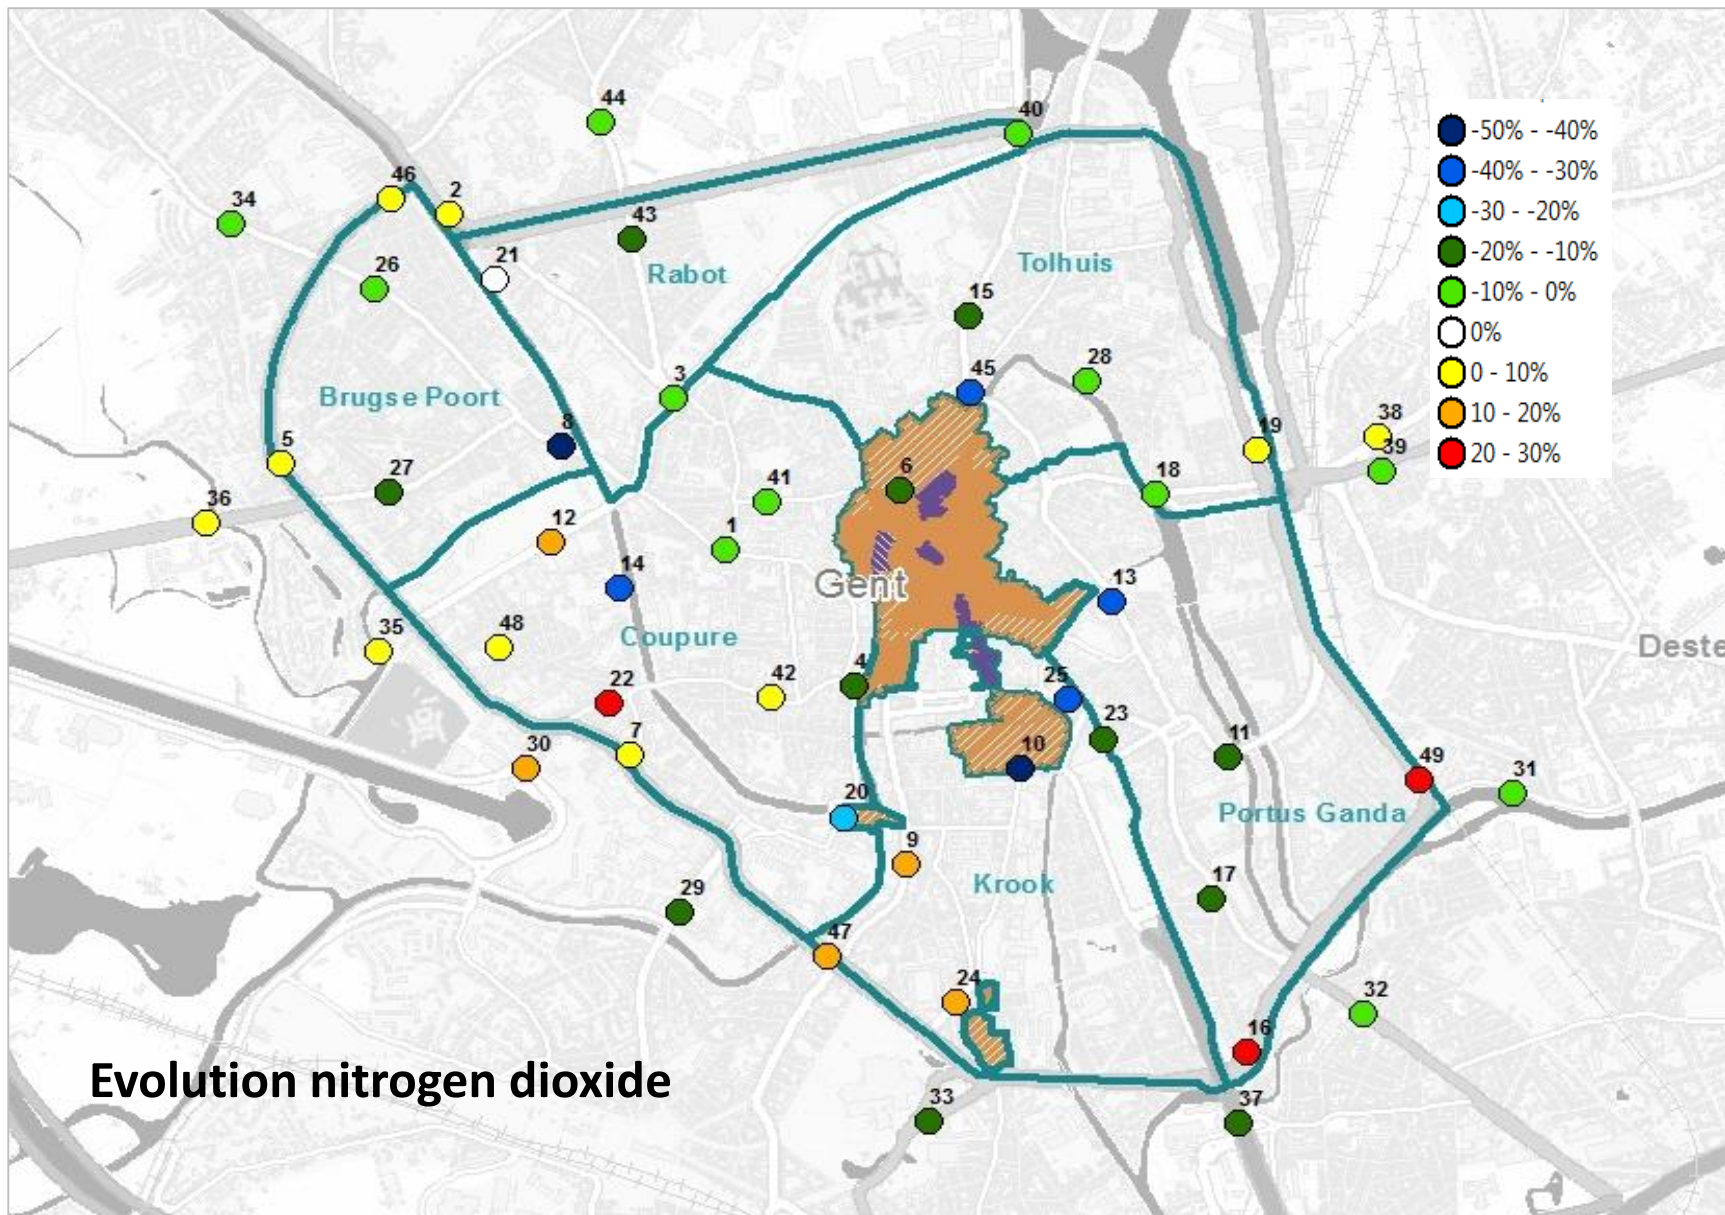 44
40
-50% - -40%
-40% - -30%
46
2
-30 - -20%
34
43
-20% - -10%
21
Rabot
Tolhuis
26
-10% - 0%
15
0%
45
28
3
0 - 10%
Brugse Poort
8
19
38
10 - 20%
5
39
20 - 30%
27
6
18
41
36
12
1
14
Gent
13
35
48
Coupure
Deste
4
22
42
25
23
7
30
10
11
49
31
20
Portus Ganda
9
Krook
29
17
47
24
32
16
Evolution nitrogen dioxide
33
37